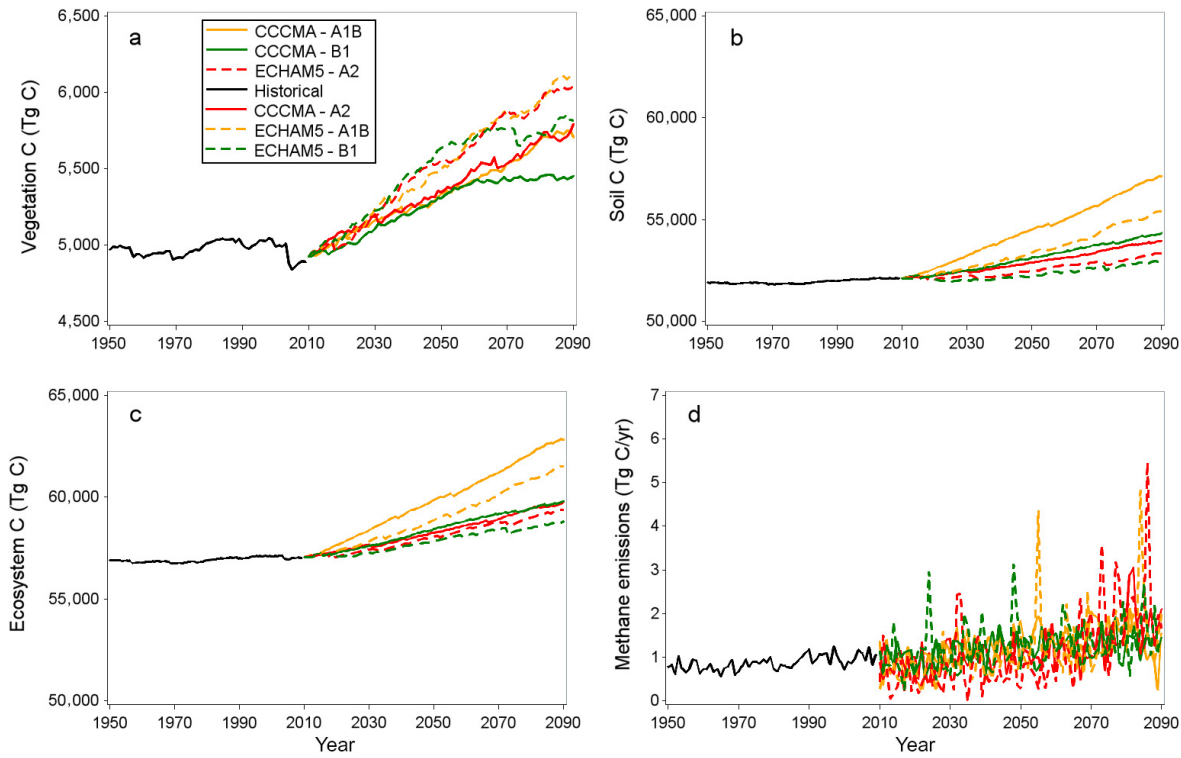 a
Vegetation C (Tg C)
6,500
6,000
5,500
5,000
4,500
CCCMA - A1B
CCCMA - B1
ECHAM5 - A2
Historical
CCCMA - A2
ECHAM5 - A1B
ECHAM5 - B1
1950 1970 1990 2010 2030 2050 2070 2090
b
Soil C (Tg C)
65,000
60,000
55,000
50,000
1950 1970 1990 2010 2030 2050 2070 2090
c
Ecosystem C (Tg C)
65,000
60,000
55,000
50,000
1950 1970 1990 2010 2030 2050 2070 2090
Year
d
Methane emissions (Tg C/yr)
7
6
5
4
3
2
1
0
1950 1970 1990 2010 2030 2050 2070 2090
Year